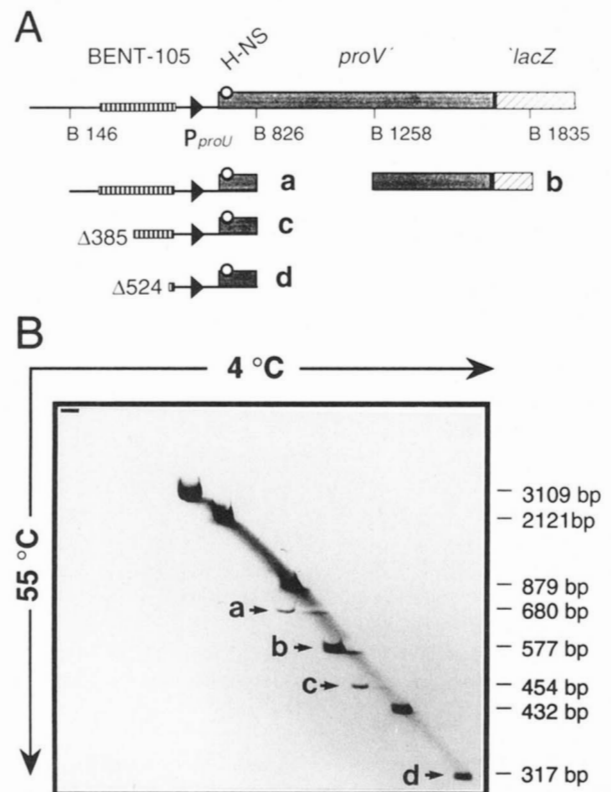 A
BENT-105 H-NS proV´ `lacZ
B 146 PproU B 826 B 1258 B 1835
a b
Δ385 c
Δ524 d
B
4 °C
55 °C
3109 bp
2121bp
879 bp
a 680 bp
b 577 bp
c 454 bp
432 bp
d 317 bp